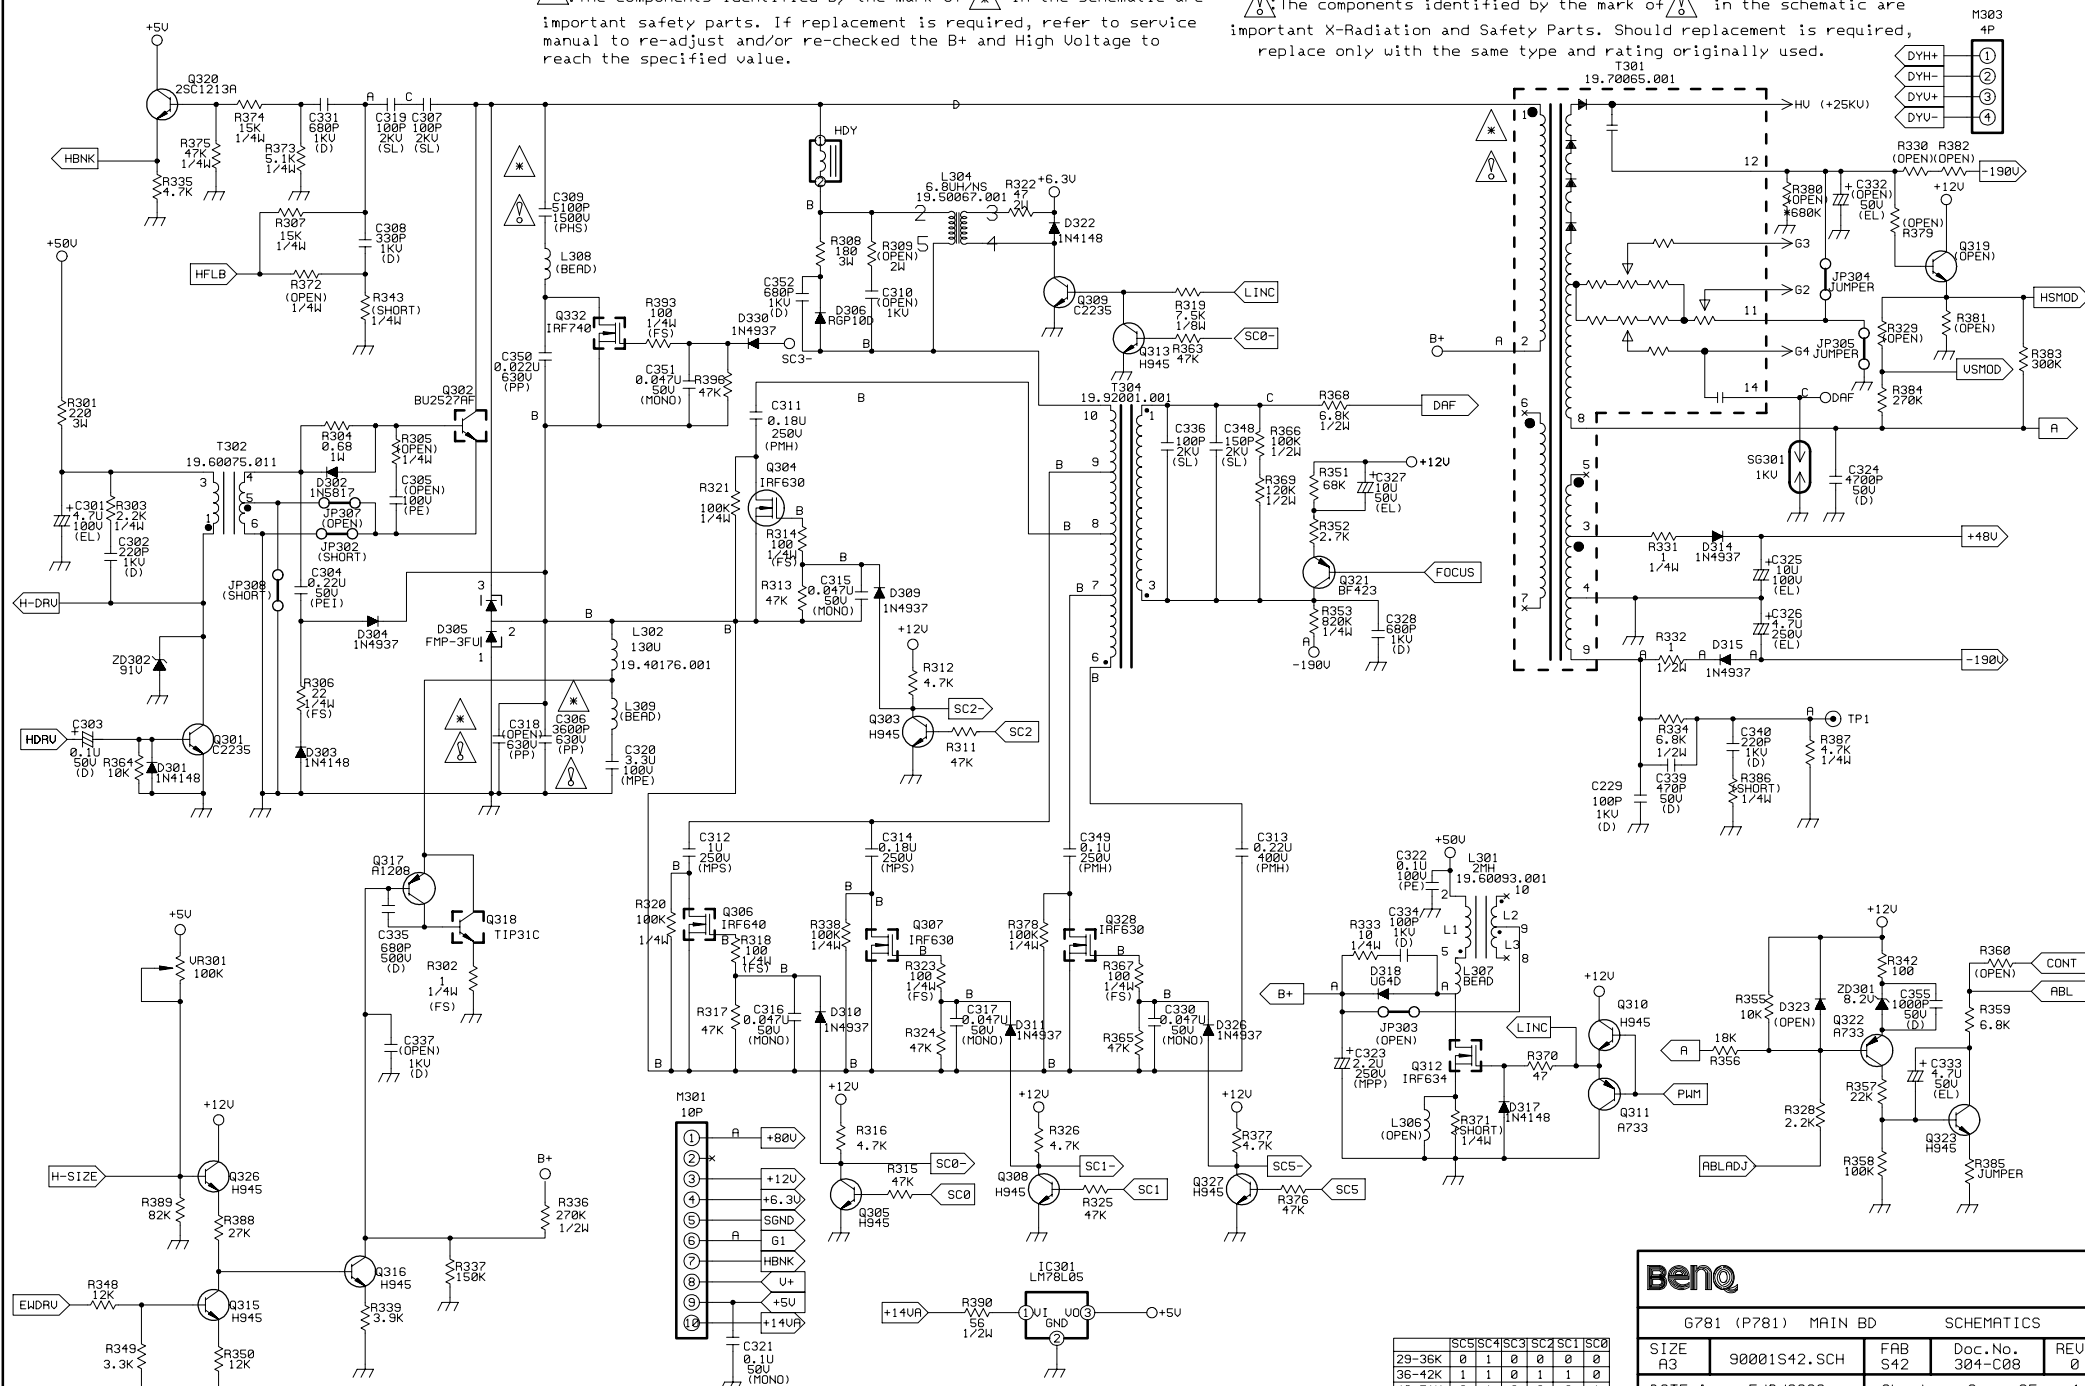 important safety parts. If replacement is required, refer to service
manual to re-adjust and/or re-checked the B+ and High Voltage to
reach the specified value.
The components identified by the mark of in the schematic are
important X-Radiation and Safety Parts. Should replacement is required,
replace only with the same type and rating originally used.
M303
4P
DYH+ 1
DYH- 2
DYV+ 3
DYV- 4
T301
19.70065.001
HV (+25KV)
+5V
Q320
2SC1213A
R374
15K
1/4W
C331
680P
1KV
(D)
C319
100P
2KV
(SL)
C307
100P
2KV
(SL)
R375
47K
1/4W
R373
5.1K
1/4W
HBNK
R335
4.7K
R307
15K
1/4W
C308
330P
1KV
(D)
HFLB
R372
(OPEN)
1/4W
R343
(SHORT)
1/4W
+50V
C309
5100P
1500V
(PHS)
L308
(BEAD)
Q332
IRF740
R393
100
1/4W
(FS)
D330
1N4937
SC3-
C350
0.022U
630V
(PP)
C351
0.047U
50V
(MONO)
R396
47K
HDY
R308
180
3W
R309
(OPEN)
2W
C352
680P
1KV
(D)
D306
RGP10D
C310
(OPEN)
1KV
L304
6.8UH/NS
19.50067.001
R322
47
2W
+6.3V
D322
1N4148
Q309
C2235
R319
7.5K
1/8W
LINC
Q313
H945
R363
47K
SC0-
R330
(OPEN)
R382
(OPEN)
-190V
R380
(OPEN)
*680K
C332
(OPEN)
50V
(EL)
+12V
(OPEN)
R379
Q319
(OPEN)
JP304
JUMPER
HSMOD
R381
(OPEN)
R329
(OPEN)
JP305
JUMPER
VSMOD
R383
300K
R384
270K
G3
G2
G4
DAF
A
B+
SG301
1KV
C324
4700P
50V
(D)
R301
220
3W
T302
19.60075.011
R304
0.68
1W
D302
1N5817
R305
(OPEN)
1/4W
C305
(OPEN)
100V
(PE)
Q302
BU2527AF
JP307
(OPEN)
JP302
(SHORT)
JP308
(SHORT)
C301
4.7U
100V
(EL)
R303
2.2K
1/4W
C302
220P
1KV
(D)
H-DRV
C304
0.22U
50V
(PEI)
D304
1N4937
D305
FMP-3FU
ZD302
91V
R306
22
1/4W
(FS)
D303
1N4148
HDRV
C303
0.1U
50V
(D)
R364
10K
D301
1N4148
Q301
C2235
C311
0.18U
250V
(PMH)
Q304
IRF630
R321
100K
1/4W
R314
100
1/4W
(FS)
R313
47K
C315
0.047U
50V
(MONO)
D309
1N4937
L302
130U
19.40176.001
L309
(BEAD)
C318
(OPEN)
630V
(PP)
C306
3600P
630V
(PP)
C320
3.3U
100V
(MPE)
+12V
R312
4.7K
SC2-
Q303
H945
R311
47K
SC2
T304
19.92001.001
C336
100P
2KV
(SL)
C348
150P
2KV
(SL)
R366
100K
1/2W
R369
120K
1/2W
R368
6.8K
1/2W
DAF
+12V
R351
68K
C327
10U
50V
(EL)
R352
2.7K
Q321
BF423
FOCUS
R353
820K
1/4W
-190V
C328
680P
1KV
(D)
R331
1
1/4W
D314
1N4937
+48V
C325
10U
100V
(EL)
C326
4.7U
250V
(EL)
R332
1
1/2W
D315
1N4937
-190V
TP1
R334
6.8K
1/2W
C339
470P
50V
(D)
C340
220P
1KV
(D)
R386
(SHORT)
1/4W
R387
4.7K
1/4W
C229
100P
1KV
(D)
Q317
A1208
C335
680P
500V
(D)
Q318
TIP31C
R302
1
1/4W
(FS)
C337
(OPEN)
1KV
(D)
+5V
VR301
100K
+12V
H-SIZE
Q326
H945
R389
82K
R388
27K
R348
12K
EWDRV
Q315
H945
R349
3.3K
R350
12K
Q316
H945
R339
3.9K
R337
150K
B+
R336
270K
1/2W
C312
1U
250V
(MPS)
C314
0.18U
250V
(MPS)
C349
0.1U
250V
(PMH)
C313
0.22U
400V
(PMH)
R320
100K
1/4W
Q306
IRF640
R318
100
1/4W
(FS)
R317
47K
C316
0.047U
50V
(MONO)
D310
1N4937
R338
100K
1/4W
Q307
IRF630
R323
100
1/4W
(FS)
R324
47K
C317
0.047U
50V
(MONO)
D311
1N4937
R378
100K
1/4W
Q328
IRF630
R367
100
1/4W
(FS)
R365
47K
C330
0.047U
50V
(MONO)
D326
1N4937
M301
10P
1 +80V
2
3 +12V
4 +6.3V
5 SGND
6 G1
7 HBNK
8 V+
9 +5V
10 +14VA
C321
0.1U
50V
(MONO)
+12V
R316
4.7K
R315
47K
SC0-
SC0
Q305
H945
+12V
R326
4.7K
SC1-
Q308
H945
R325
47K
SC1
+12V
R377
4.7K
SC5-
Q327
H945
R376
47K
SC5
IC301
LM78L05
+14VA
R390
56
1/2W
VI VO
GND
+5V
+50V
C322
0.1U
100V
(PE)
L301
2MH
19.60093.001
L1
L2
L3
R333
10
1/4W
C334
100P
1KV
(D)
D318
UG4D
L307
BEAD
B+
JP303
(OPEN)
C323
2.2U
250V
(MPP)
Q312
IRF634
L306
(OPEN)
R371
(SHORT)
1/4W
D317
1N4148
R370
47
LINC
+12V
Q310
H945
PWM
Q311
A733
+12V
R342
100
ZD301
8.2V
C355
1000P
50V
(D)
R360
(OPEN)
CONT
ABL
R359
6.8K
R355
10K
D323
(OPEN)
Q322
A733
A
18K
R356
C333
4.7U
50V
(EL)
R357
22K
R328
2.2K
Q323
H945
ABLADJ
R358
100K
R385
JUMPER
SC5 SC4 SC3 SC2 SC1 SC0
29-36K 0 1 0 0 0 0
36-42K 1 1 0 1 1 0
BenQ
G781 (P781) MAIN BD SCHEMATICS
SIZE
A3
90001S42.SCH
FAB
S42
Doc.No.
304-C08
REV
0